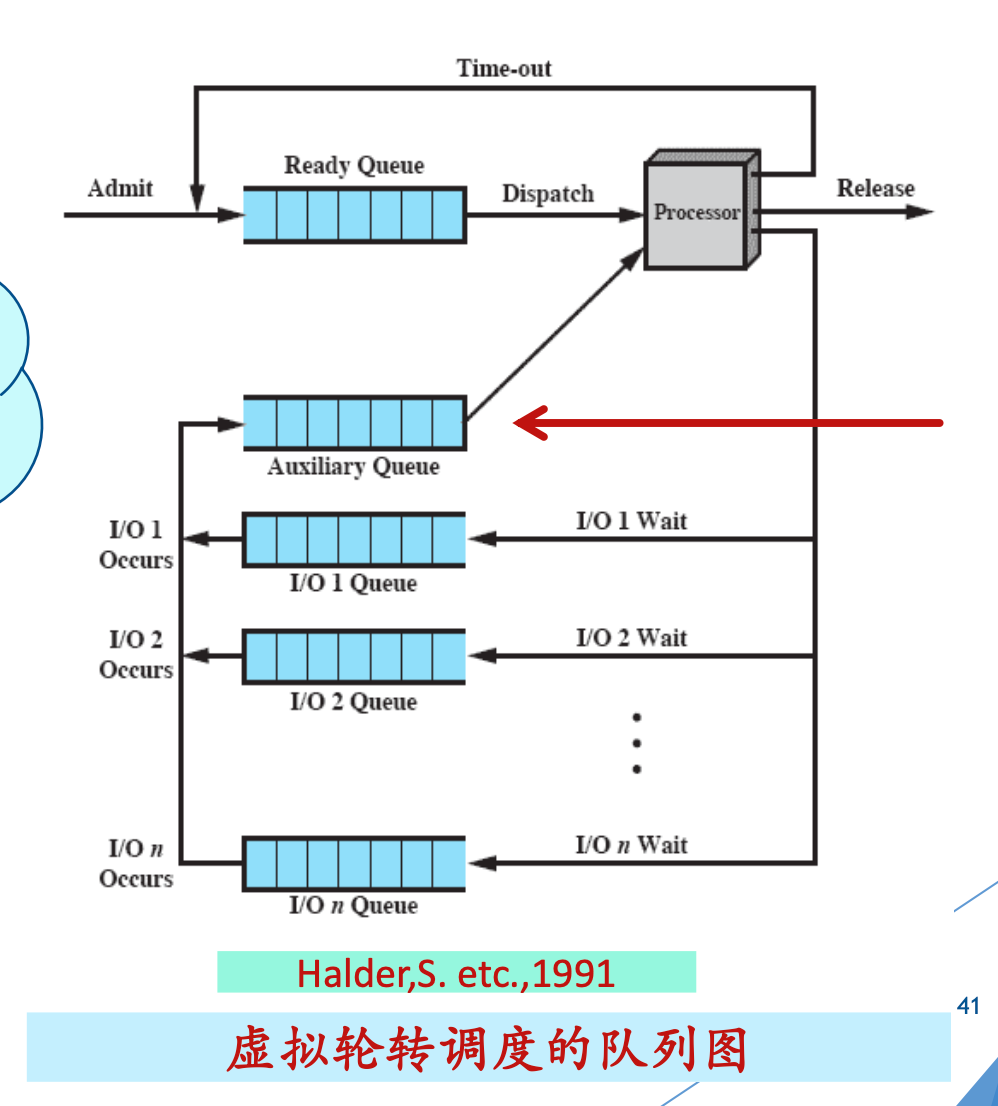 Time-out
Ready Queue
Admit
Dispatch
Processor
Release
Auxiliary Queue
I/O 1
Occurs
I/O 1 Wait
I/O 1 Queue
I/O 2
Occurs
I/O 2 Wait
I/O 2 Queue
I/O n
Occurs
I/O n Wait
I/O n Queue
Halder,S. etc.,1991
41
虚拟轮转调度的队列图